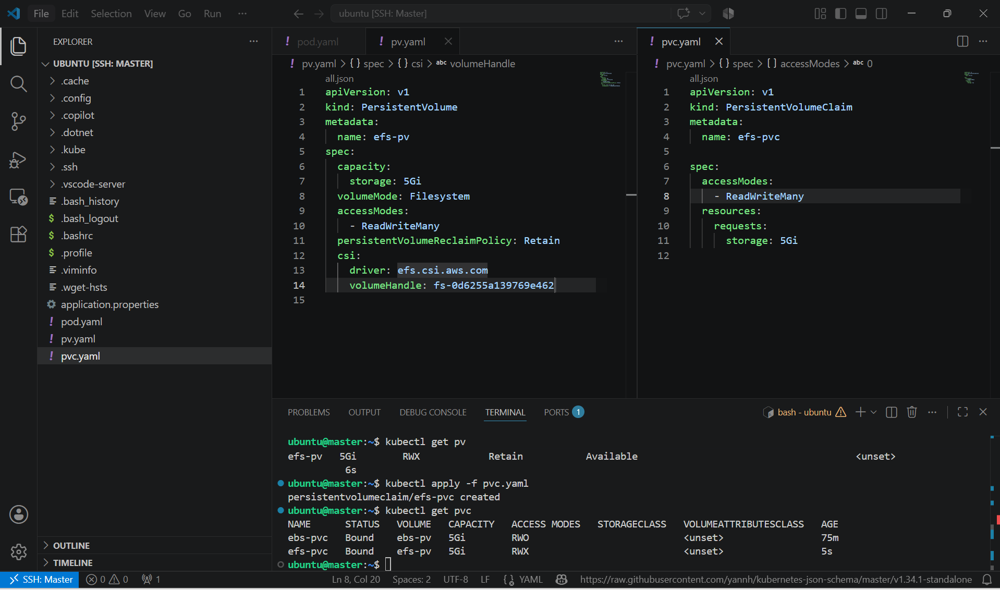 File Edit Selection View Go Run ··· ubuntu [SSH: Master]
EXPLORER ···
UBUNTU [SSH: MASTER]
.cache
.config
.copilot
.dotnet
.kube
.ssh
.vscode-server
.bash_history
$ .bash_logout
$ .bashrc
$ .profile
.viminfo
.wget-hsts
application.properties
! pod.yaml
! pv.yaml
! pvc.yaml
OUTLINE
TIMELINE
! pod.yaml ! pv.yaml ···
! pv.yaml > {} spec > {} csi > abc volumeHandle
all.json
1 apiVersion: v1
2 kind: PersistentVolume
3 metadata:
4   name: efs-pv
5 spec:
6   capacity:
7     storage: 5Gi
8   volumeMode: Filesystem
9   accessModes:
10     - ReadWriteMany
11   persistentVolumeReclaimPolicy: Retain
12   csi:
13     driver: efs.csi.aws.com
14     volumeHandle: fs-0d6255a139769e462
15
! pvc.yaml ···
! pvc.yaml > {} spec > [] accessModes > abc 0
all.json
1 apiVersion: v1
2 kind: PersistentVolumeClaim
3 metadata:
4   name: efs-pvc
5
6 spec:
7   accessModes:
8     - ReadWriteMany
9   resources:
10     requests:
11       storage: 5Gi
12
PROBLEMS OUTPUT DEBUG CONSOLE TERMINAL PORTS 1 bash - ubuntu ···
ubuntu@master:~$ kubectl get pv
efs-pv 5Gi RWX Retain Available <unset>
6s
ubuntu@master:~$ kubectl apply -f pvc.yaml
persistentvolumeclaim/efs-pvc created
ubuntu@master:~$ kubectl get pvc
NAME STATUS VOLUME CAPACITY ACCESS MODES STORAGECLASS VOLUMEATTRIBUTESCLASS AGE
ebs-pvc Bound ebs-pv 5Gi RWO <unset> 75m
efs-pvc Bound efs-pv 5Gi RWX <unset> 5s
ubuntu@master:~$
SSH: Master 0 0 1 Ln 8, Col 20 Spaces: 2 UTF-8 LF {} YAML https://raw.githubusercontent.com/yannh/kubernetes-json-schema/master/v1.34.1-standalone